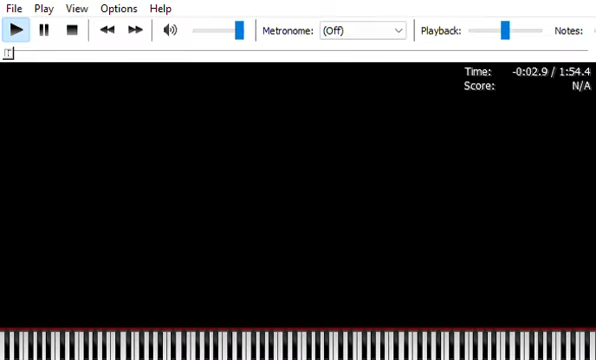 File Play View Options Help
Metronome: (Off) Playback: Notes:
Time: -0:02.9 / 1:54.4
Score: N/A